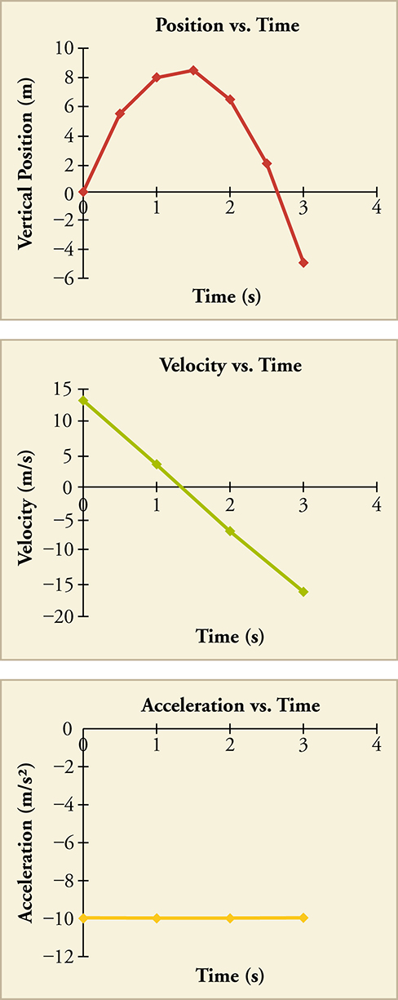 Position vs. Time
10
8
6
4
2
0
−2
−4
−6
Vertical Position (m)
0 1 2 3 4
Time (s)
Velocity vs. Time
15
10
5
0
−5
−10
−15
−20
Velocity (m/s)
0 1 2 3 4
Time (s)
Acceleration vs. Time
0
−2
−4
−6
−8
−10
−12
Acceleration (m/s²)
0 1 2 3 4
Time (s)